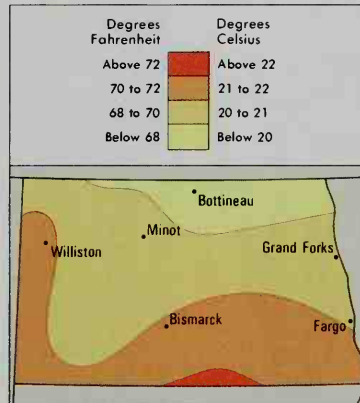 Degrees Fahrenheit
Degrees Celsius
Above 72
Above 22
70 to 72
21 to 22
68 to 70
20 to 21
Below 68
Below 20
Bottineau
Minot
Williston
Grand Forks
Bismarck
Fargo